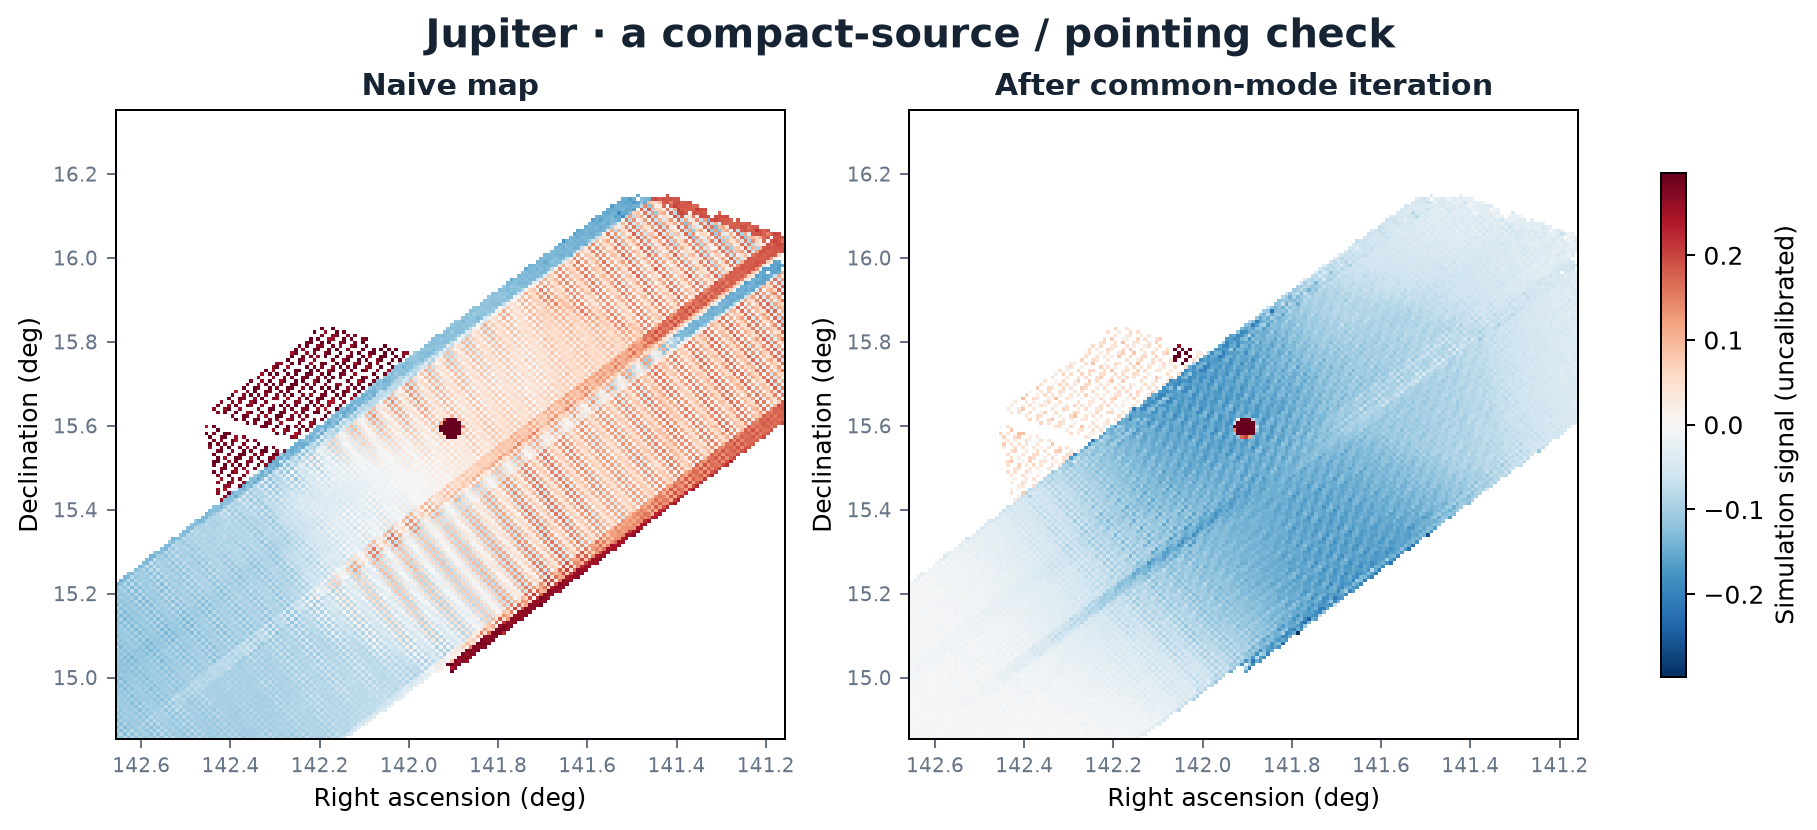 Jupiter · a compact-source / pointing check
Naive map
After common-mode iteration
16.2
16.0
15.8
15.6
15.4
15.2
15.0
Declination (deg)
142.6 142.4 142.2 142.0 141.8 141.6 141.4 141.2
Right ascension (deg)
16.2
16.0
15.8
15.6
15.4
15.2
15.0
Declination (deg)
142.6 142.4 142.2 142.0 141.8 141.6 141.4 141.2
Right ascension (deg)
0.2
0.1
0.0
−0.1
−0.2
Simulation signal (uncalibrated)